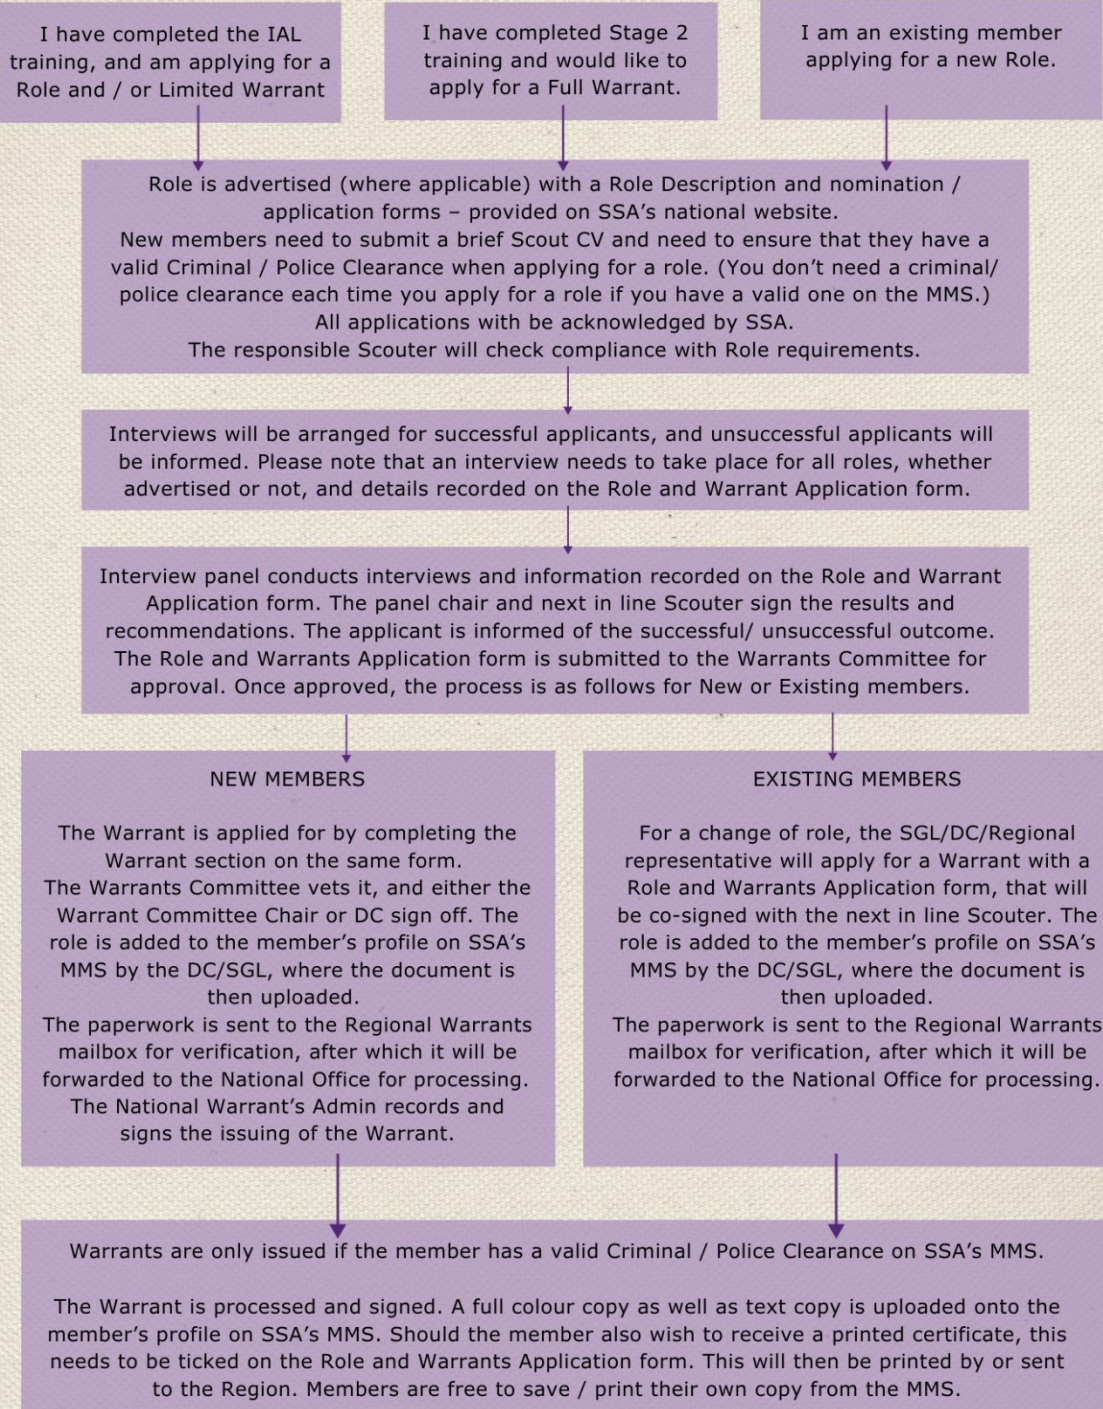 I have completed the IAL
training, and am applying for a
Role and / or Limited Warrant
I have completed Stage 2
training and would like to
apply for a Full Warrant.
I am an existing member
applying for a new Role.
Role is advertised (where applicable) with a Role Description and nomination /
application forms – provided on SSA's national website.
New members need to submit a brief Scout CV and need to ensure that they have a
valid Criminal / Police Clearance when applying for a role. (You don't need a criminal/
police clearance each time you apply for a role if you have a valid one on the MMS.)
All applications with be acknowledged by SSA.
The responsible Scouter will check compliance with Role requirements.
Interviews will be arranged for successful applicants, and unsuccessful applicants will
be informed. Please note that an interview needs to take place for all roles, whether
advertised or not, and details recorded on the Role and Warrant Application form.
Interview panel conducts interviews and information recorded on the Role and Warrant
Application form. The panel chair and next in line Scouter sign the results and
recommendations. The applicant is informed of the successful/ unsuccessful outcome.
The Role and Warrants Application form is submitted to the Warrants Committee for
approval. Once approved, the process is as follows for New or Existing members.
NEW MEMBERS
The Warrant is applied for by completing the
Warrant section on the same form.
The Warrants Committee vets it, and either the
Warrant Committee Chair or DC sign off. The
role is added to the member's profile on SSA's
MMS by the DC/SGL, where the document is
then uploaded.
The paperwork is sent to the Regional Warrants
mailbox for verification, after which it will be
forwarded to the National Office for processing.
The National Warrant's Admin records and
signs the issuing of the Warrant.
EXISTING MEMBERS
For a change of role, the SGL/DC/Regional
representative will apply for a Warrant with a
Role and Warrants Application form, that will
be co-signed with the next in line Scouter. The
role is added to the member's profile on SSA's
MMS by the DC/SGL, where the document is
then uploaded.
The paperwork is sent to the Regional Warrants
mailbox for verification, after which it will be
forwarded to the National Office for processing.
Warrants are only issued if the member has a valid Criminal / Police Clearance on SSA's MMS.
The Warrant is processed and signed. A full colour copy as well as text copy is uploaded onto the
member's profile on SSA's MMS. Should the member also wish to receive a printed certificate, this
needs to be ticked on the Role and Warrants Application form. This will then be printed by or sent
to the Region. Members are free to save / print their own copy from the MMS.